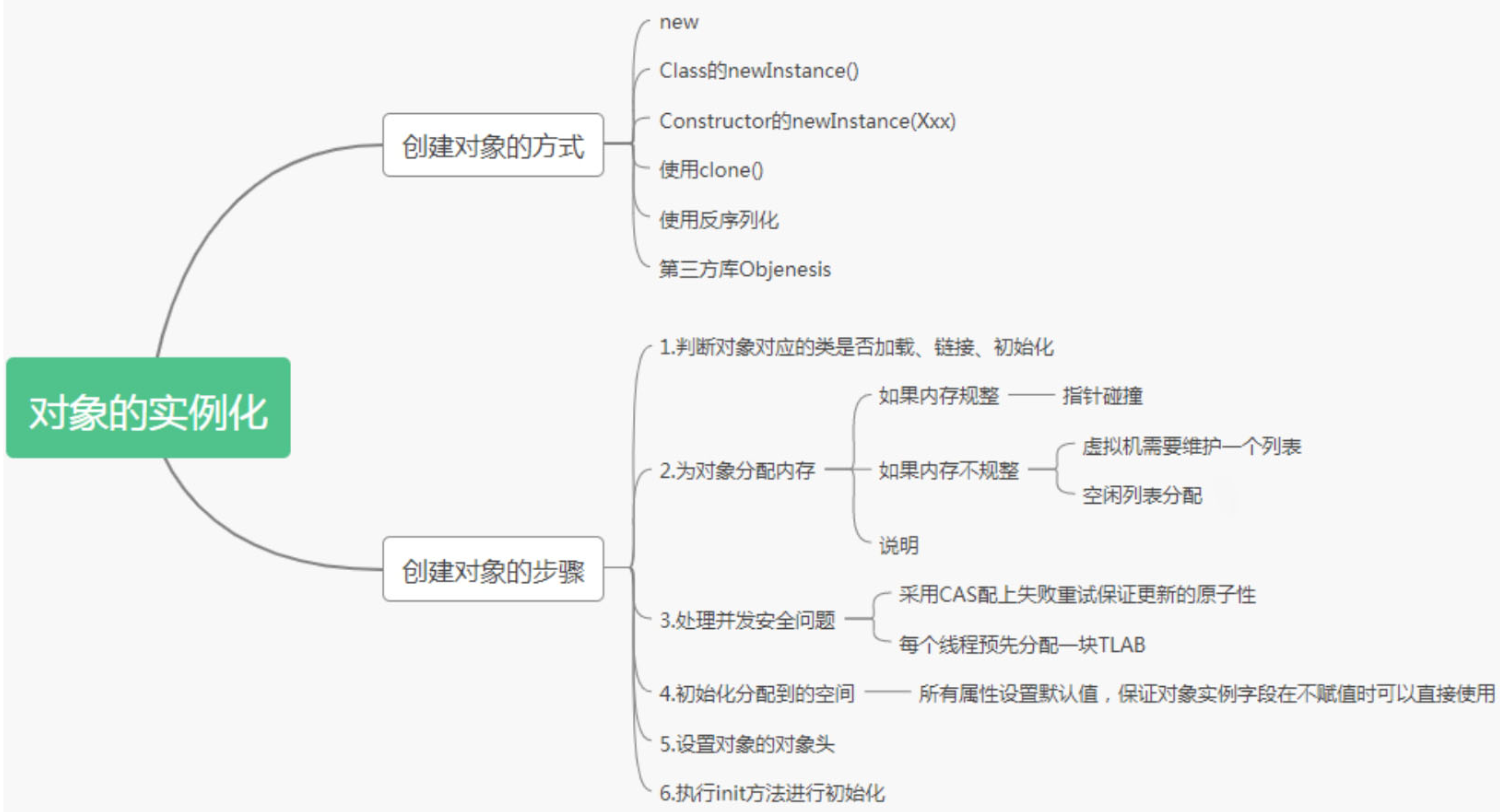 对象的实例化
创建对象的方式
new
Class的newInstance()
Constructor的newInstance(Xxx)
使用clone()
使用反序列化
第三方库Objenesis
创建对象的步骤
1.判断对象对应的类是否加载、链接、初始化
2.为对象分配内存
如果内存规整
指针碰撞
如果内存不规整
虚拟机需要维护一个列表
空闲列表分配
说明
3.处理并发安全问题
采用CAS配上失败重试保证更新的原子性
每个线程预先分配一块TLAB
4.初始化分配到的空间
所有属性设置默认值，保证对象实例字段在不赋值时可以直接使用
5.设置对象的对象头
6.执行init方法进行初始化